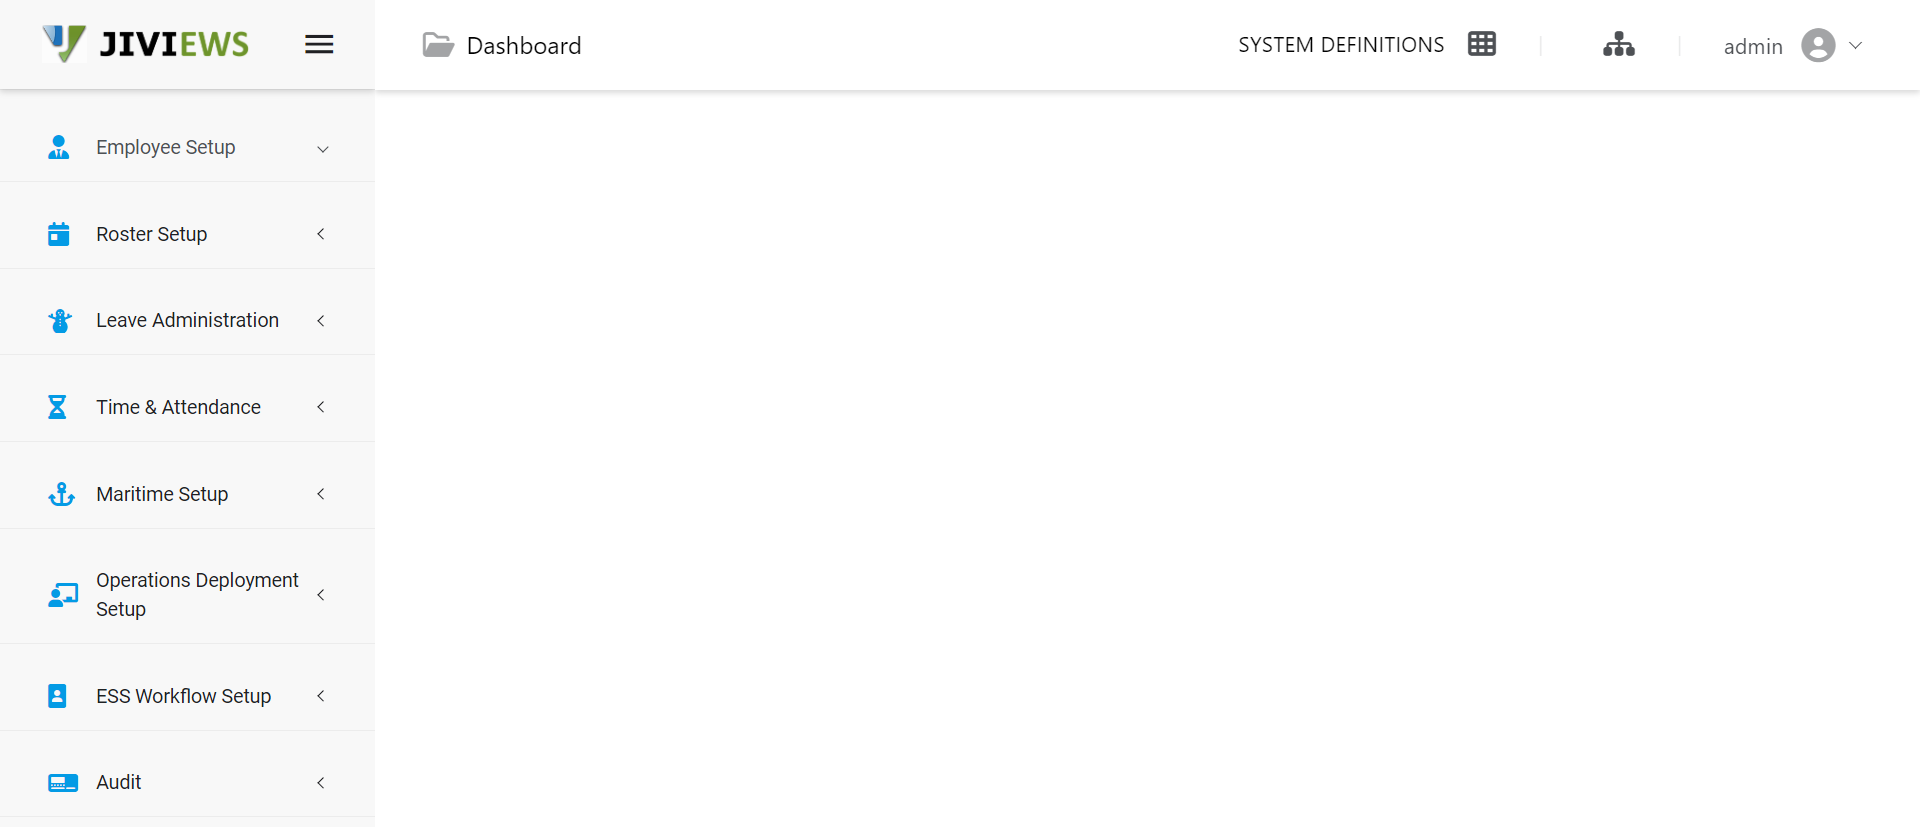 JIVIEWS
Dashboard
SYSTEM DEFINITIONS
admin
Employee Setup
Roster Setup
Leave Administration
Time & Attendance
Maritime Setup
Operations Deployment
Setup
ESS Workflow Setup
Audit